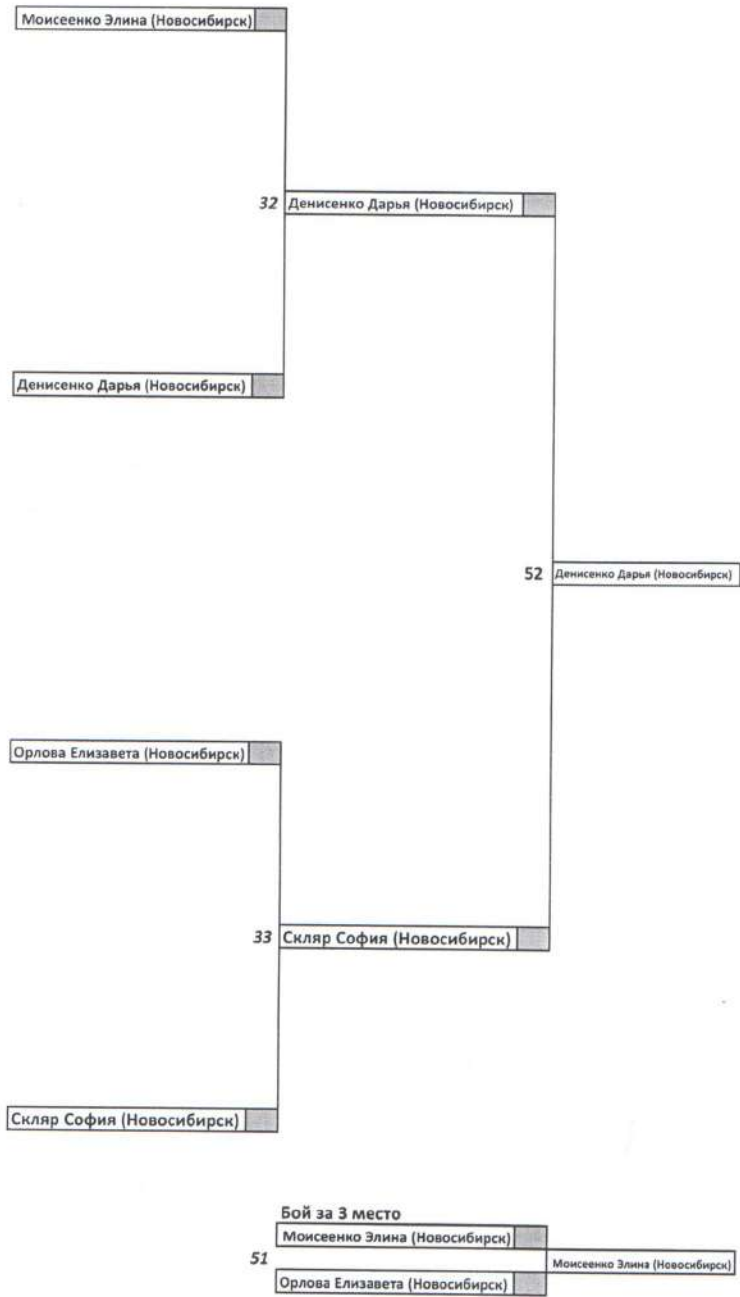 Моисеенко Элина (Новосибирск)
32 Денисенко Дарья (Новосибирск)
Денисенко Дарья (Новосибирск)
52 Денисенко Дарья (Новосибирск)
Орлова Елизавета (Новосибирск)
33 Скляр София (Новосибирск)
Скляр София (Новосибирск)
Бой за 3 место
Моисеенко Элина (Новосибирск)
51 Моисеенко Элина (Новосибирск)
Орлова Елизавета (Новосибирск)